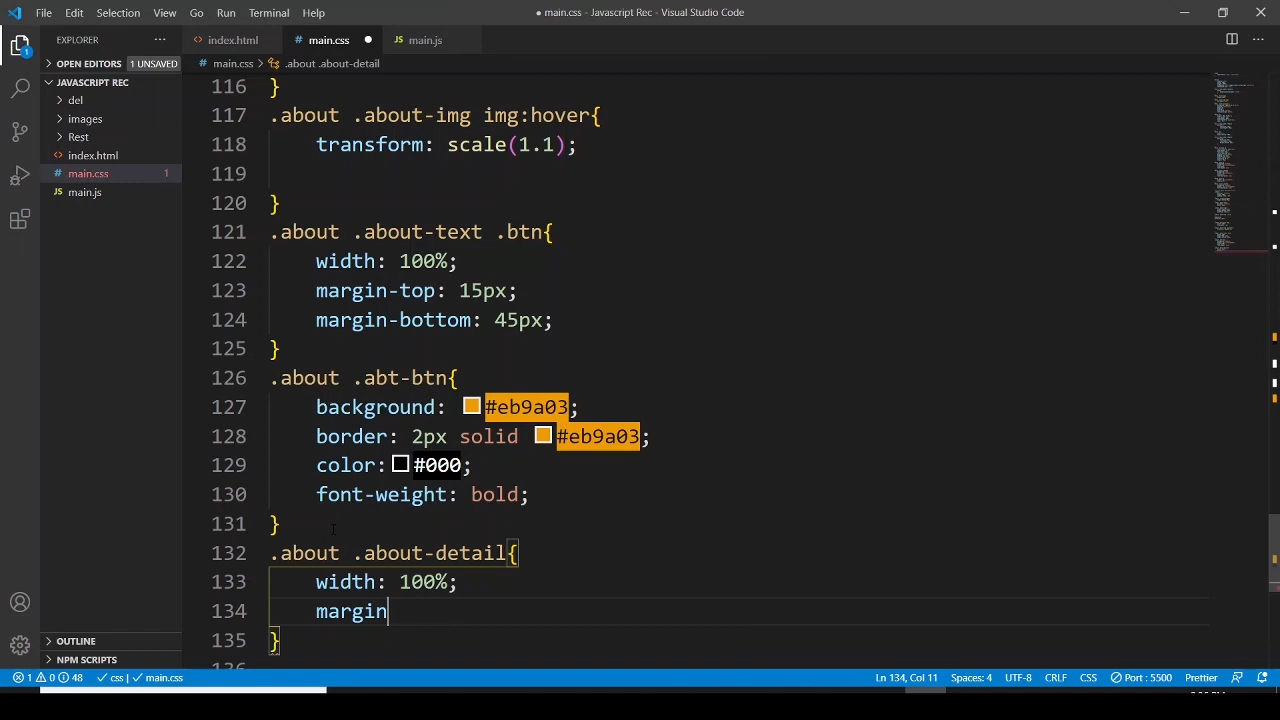 File Edit Selection View Go Run Terminal Help
● main.css - Javascript Rec - Visual Studio Code
EXPLORER ···
index.html main.css ● JS main.js
OPEN EDITORS 1 UNSAVED
# main.css > .about .about-detail
JAVASCRIPT REC
del
images
Rest
<> index.html
# main.css 1
JS main.js
1
116 }
117 .about .about-img img:hover{
118 transform: scale(1.1);
119
120 }
121 .about .about-text .btn{
122 width: 100%;
123 margin-top: 15px;
124 margin-bottom: 45px;
125 }
126 .about .abt-btn{
127 background: #eb9a03;
128 border: 2px solid #eb9a03;
129 color: #000;
130 font-weight: bold;
131 }
132 .about .about-detail{
133 width: 100%;
134 margin
135 }
OUTLINE
NPM SCRIPTS
1 0 48 css | main.css Ln 134, Col 11 Spaces: 4 UTF-8 CRLF CSS Port : 5500 Prettier